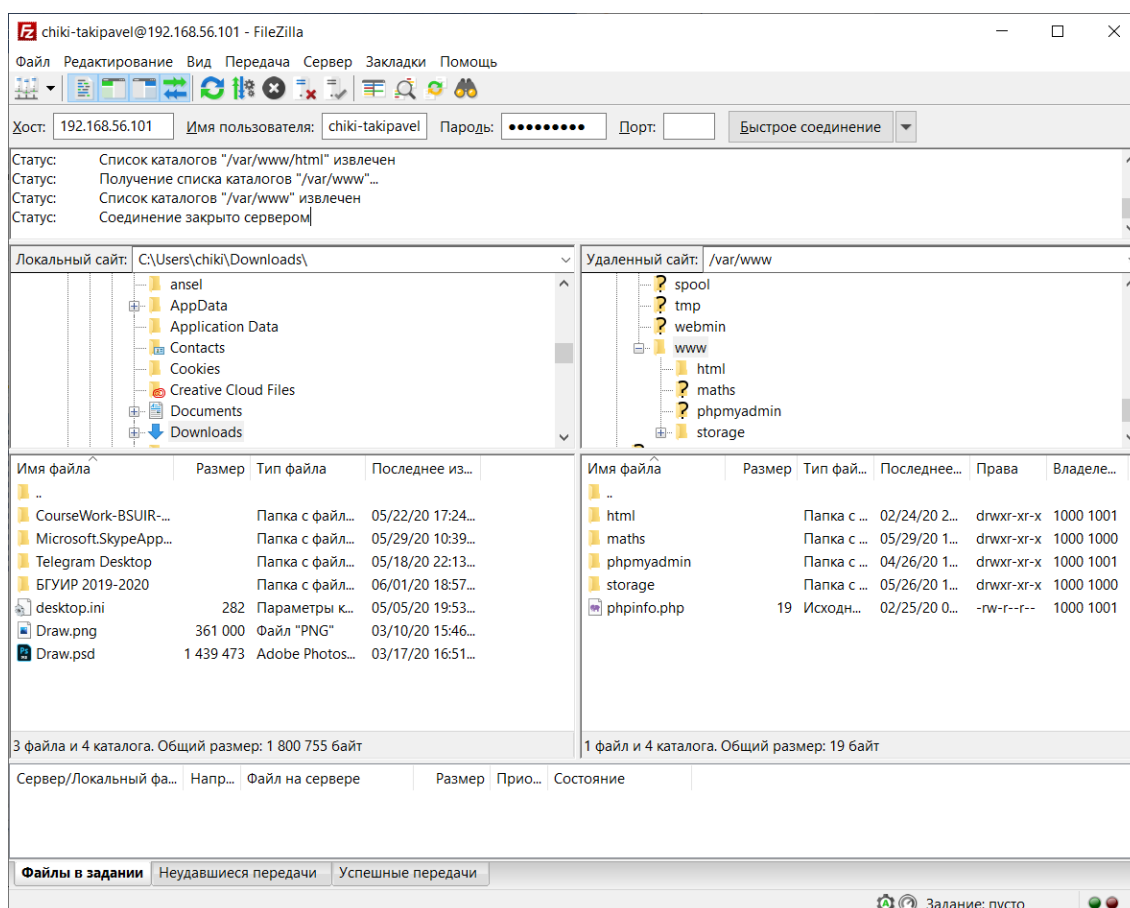 chiki-takipavel@192.168.56.101 - FileZilla
Файл Редактирование Вид Передача Сервер Закладки Помощь
Хост: 192.168.56.101 Имя пользователя: chiki-takipavel Пароль: ●●●●●●●●● Порт: Быстрое соединение
Статус: Список каталогов "/var/www/html" извлечен
Статус: Получение списка каталогов "/var/www"...
Статус: Список каталогов "/var/www" извлечен
Статус: Соединение закрыто сервером
Локальный сайт: C:\Users\chiki\Downloads\
ansel
AppData
Application Data
Contacts
Cookies
Creative Cloud Files
Documents
Downloads
Удаленный сайт: /var/www
spool
tmp
webmin
www
html
maths
phpmyadmin
storage
Имя файла Размер Тип файла Последнее из...
..
CourseWork-BSUIR-... Папка с файл... 05/22/20 17:24...
Microsoft.SkypeApp... Папка с файл... 05/29/20 10:39...
Telegram Desktop Папка с файл... 05/18/20 22:13...
БГУИР 2019-2020 Папка с файл... 06/01/20 18:57...
desktop.ini 282 Параметры к... 05/05/20 19:53...
Draw.png 361 000 Файл "PNG" 03/10/20 15:46...
Draw.psd 1 439 473 Adobe Photos... 03/17/20 16:51...
3 файла и 4 каталога. Общий размер: 1 800 755 байт
Имя файла Размер Тип фай... Последнее... Права Владеле...
..
html Папка с ... 02/24/20 2... drwxr-xr-x 1000 1001
maths Папка с ... 05/29/20 1... drwxr-xr-x 1000 1000
phpmyadmin Папка с ... 04/26/20 1... drwxr-xr-x 1000 1001
storage Папка с ... 05/26/20 1... drwxr-xr-x 1000 1000
phpinfo.php 19 Исходн... 02/25/20 0... -rw-r--r-- 1000 1001
1 файл и 4 каталога. Общий размер: 19 байт
Сервер/Локальный фа... Напр... Файл на сервере Размер Прио... Состояние
Файлы в задании Неудавшиеся передачи Успешные передачи
Задание: пусто